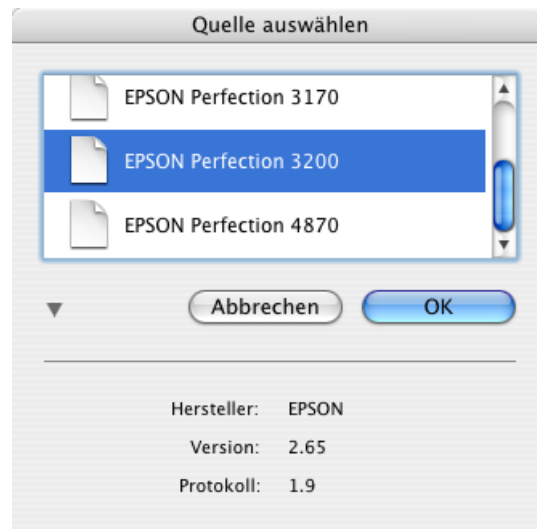 Quelle auswählen
EPSON Perfection 3170
EPSON Perfection 3200
EPSON Perfection 4870
Abbrechen OK
Hersteller: EPSON
Version: 2.65
Protokoll: 1.9